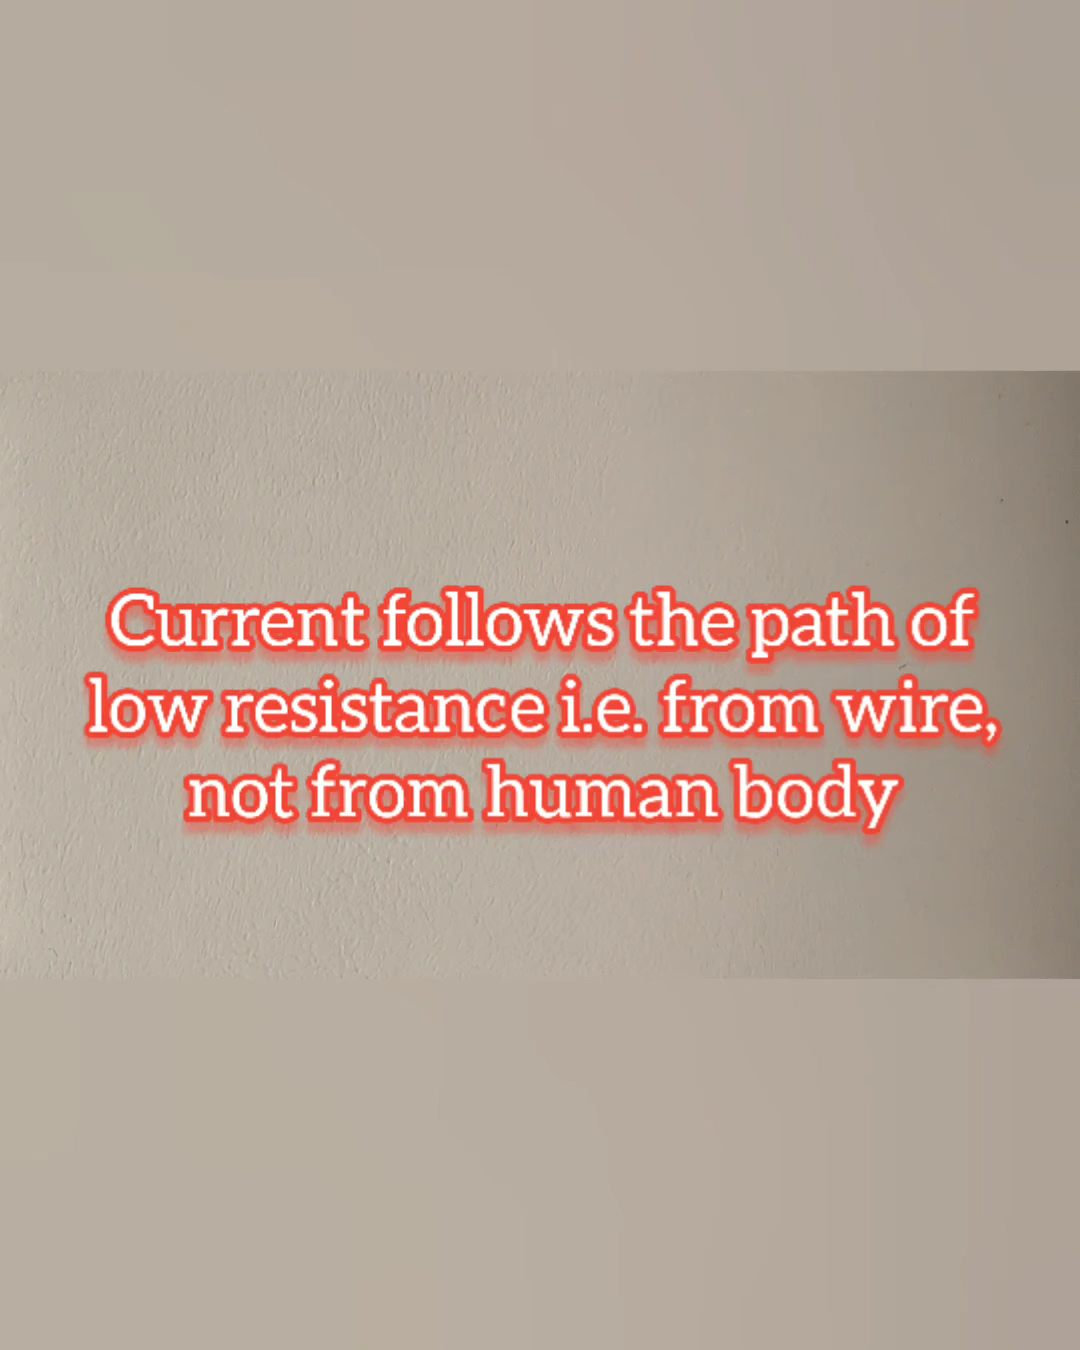 Current follows the path of
low resistance i.e. from wire,
not from human body